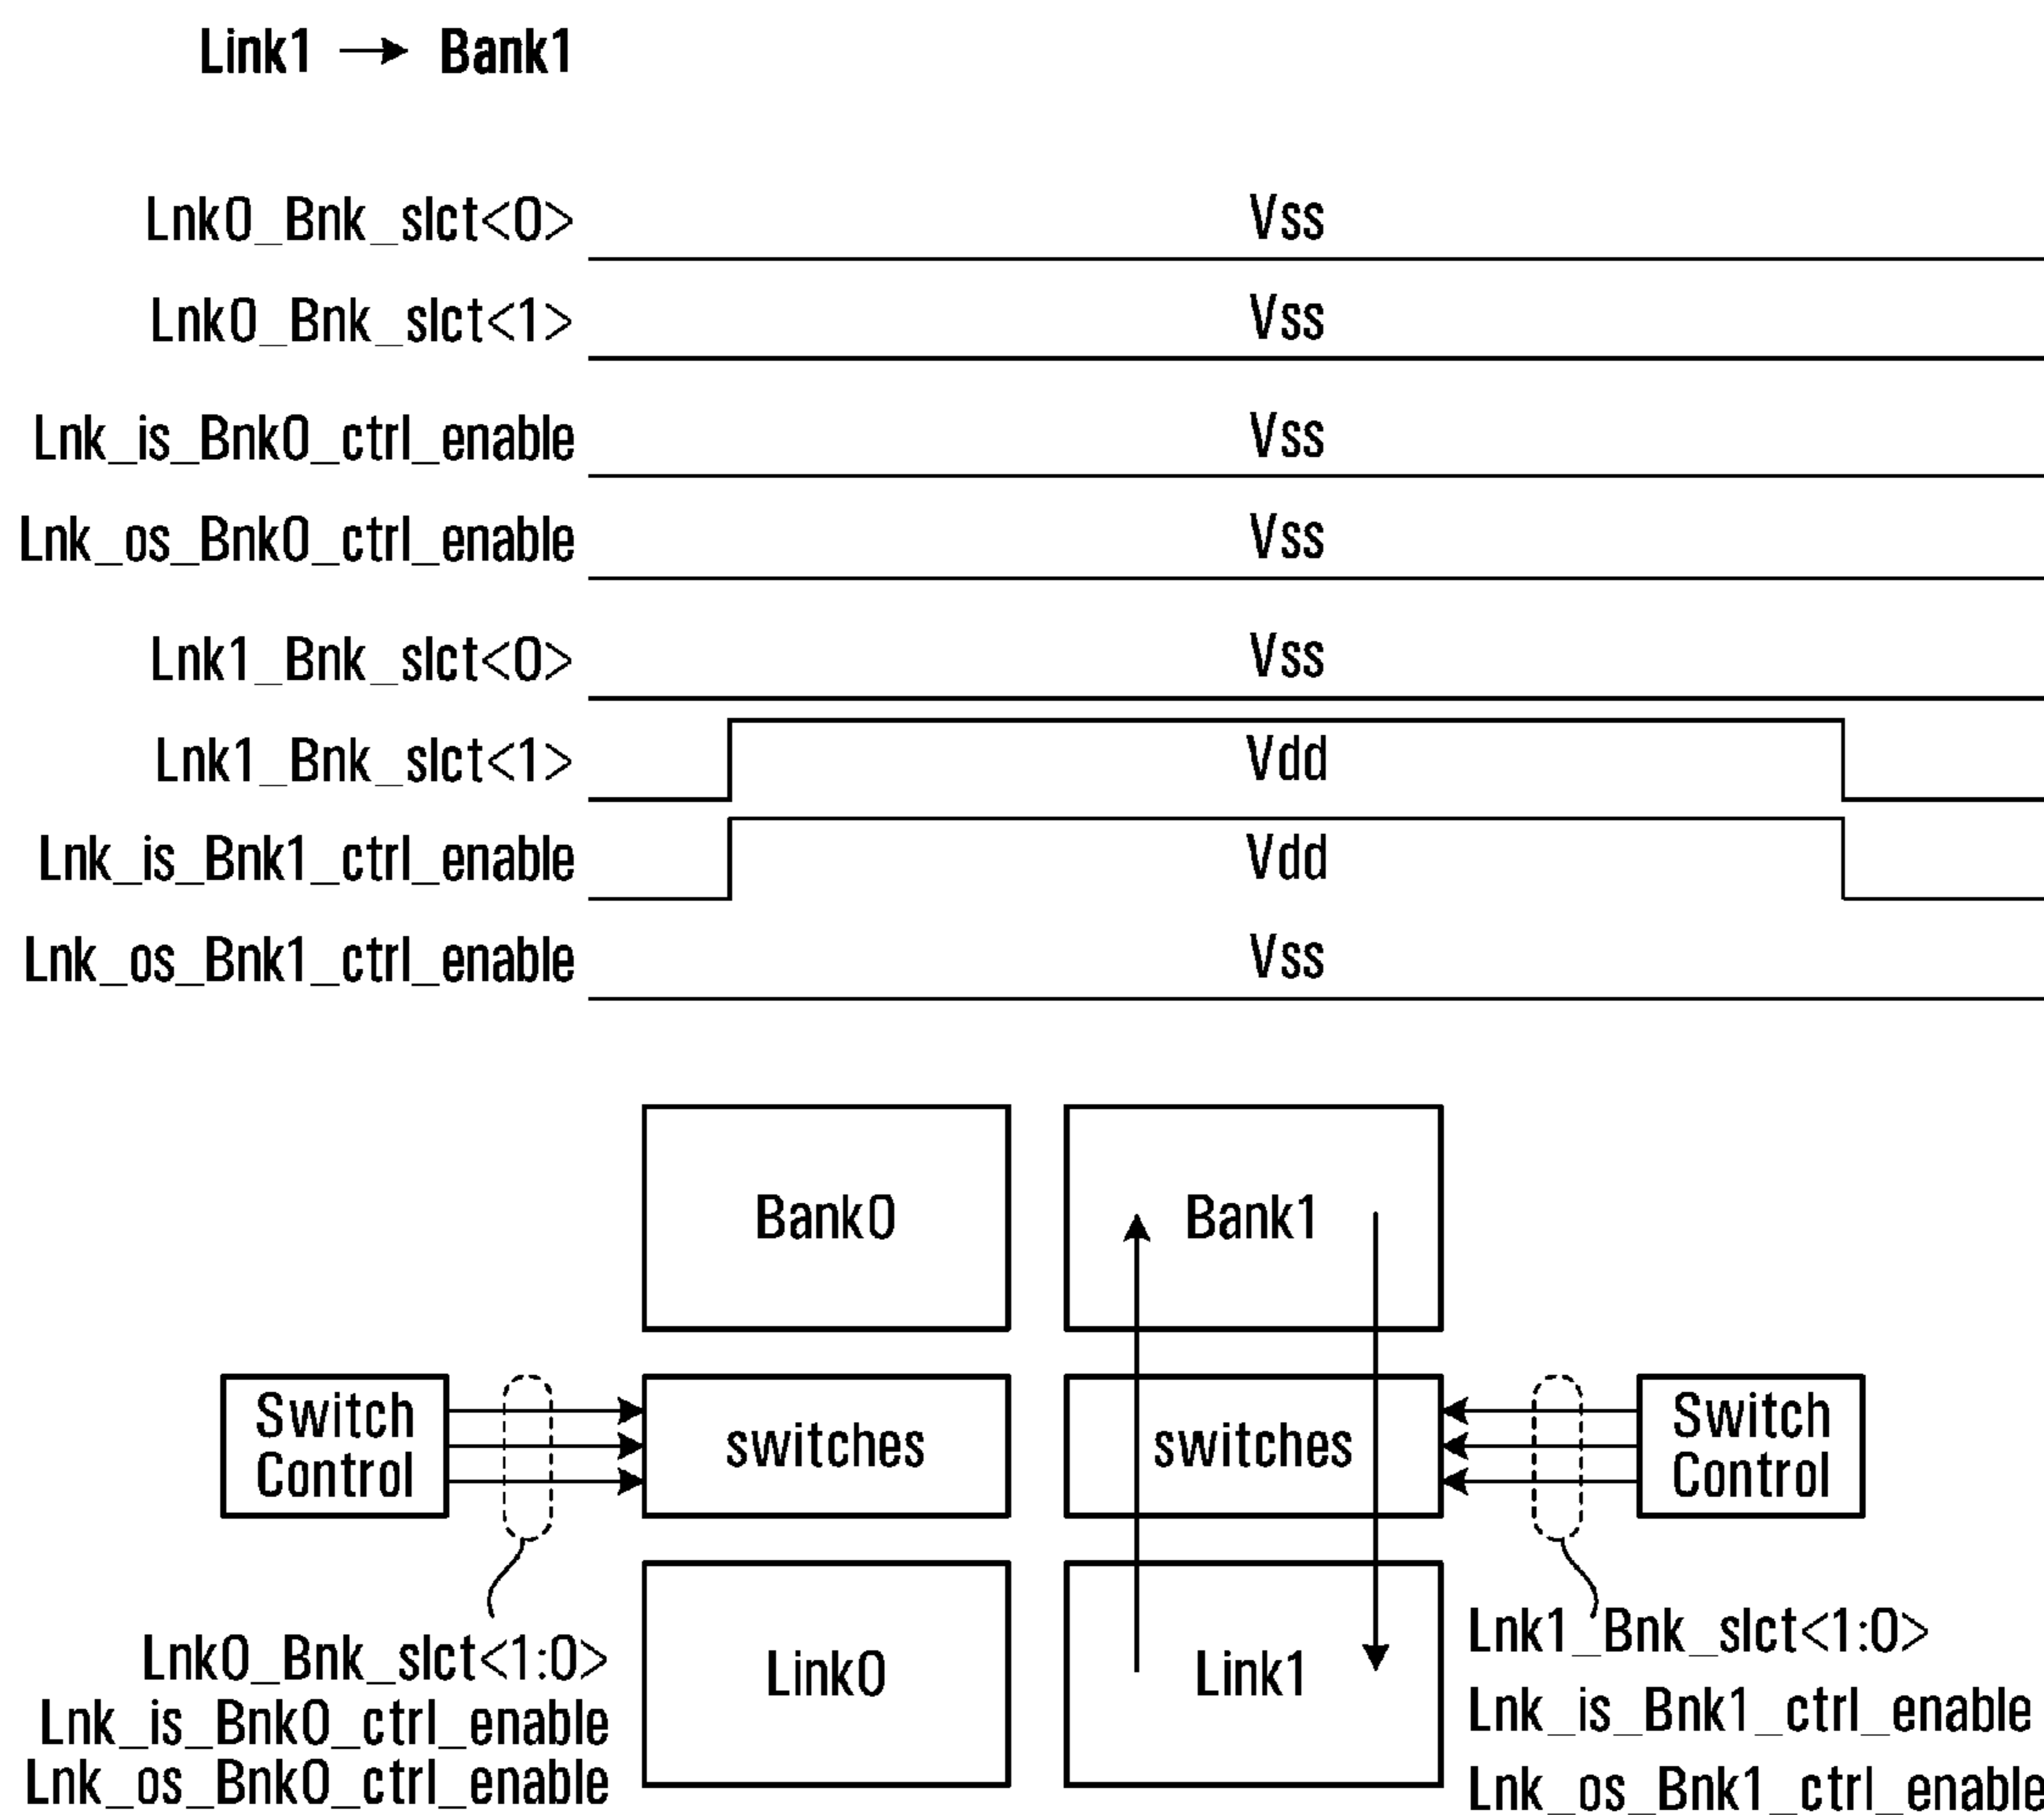 Link1 → Bank1
Lnk0_Bnk_slct<0>
Vss
Lnk0_Bnk_slct<1>
Vss
Lnk_is_Bnk0_ctrl_enable
Vss
Lnk_os_Bnk0_ctrl_enable
Vss
Lnk1_Bnk_slct<0>
Vss
Lnk1_Bnk_slct<1>
Vdd
Lnk_is_Bnk1_ctrl_enable
Vdd
Lnk_os_Bnk1_ctrl_enable
Vss
Bank0
Bank1
Switch
Control
switches
switches
Switch
Control
Lnk0_Bnk_slct<1:0>
Lnk_is_Bnk0_ctrl_enable
Lnk_os_Bnk0_ctrl_enable
Link0
Link1
Lnk1_Bnk_slct<1:0>
Lnk_is_Bnk1_ctrl_enable
Lnk_os_Bnk1_ctrl_enable